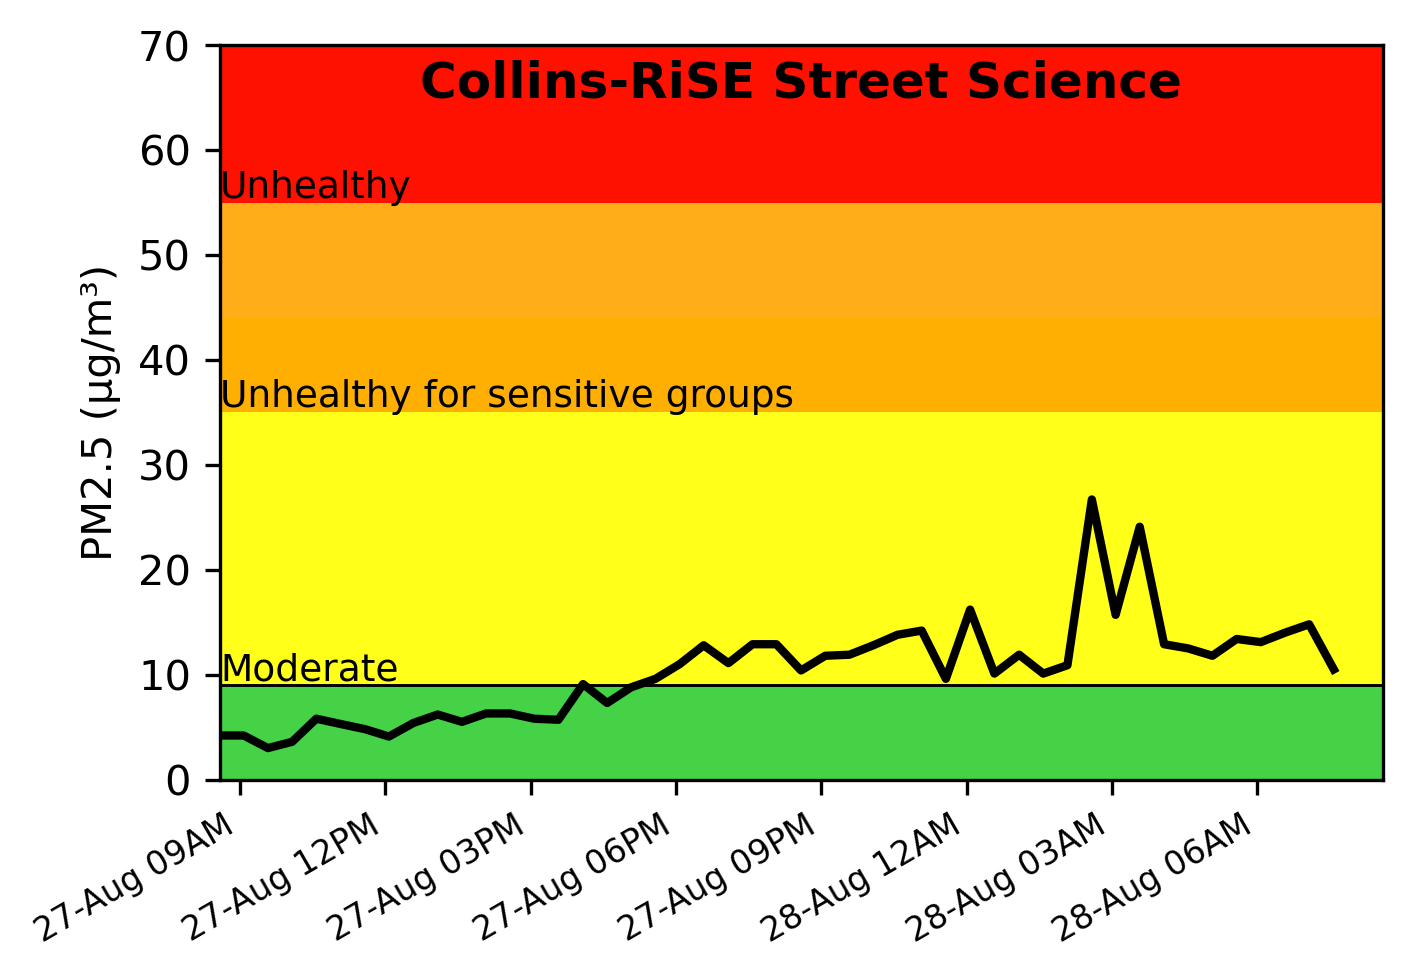 Collins-RiSE Street Science
PM2.5 (µg/m³)
70
60
50
40
30
20
10
0
Unhealthy
Unhealthy for sensitive groups
Moderate
27-Aug 09AM
27-Aug 12PM
27-Aug 03PM
27-Aug 06PM
27-Aug 09PM
28-Aug 12AM
28-Aug 03AM
28-Aug 06AM